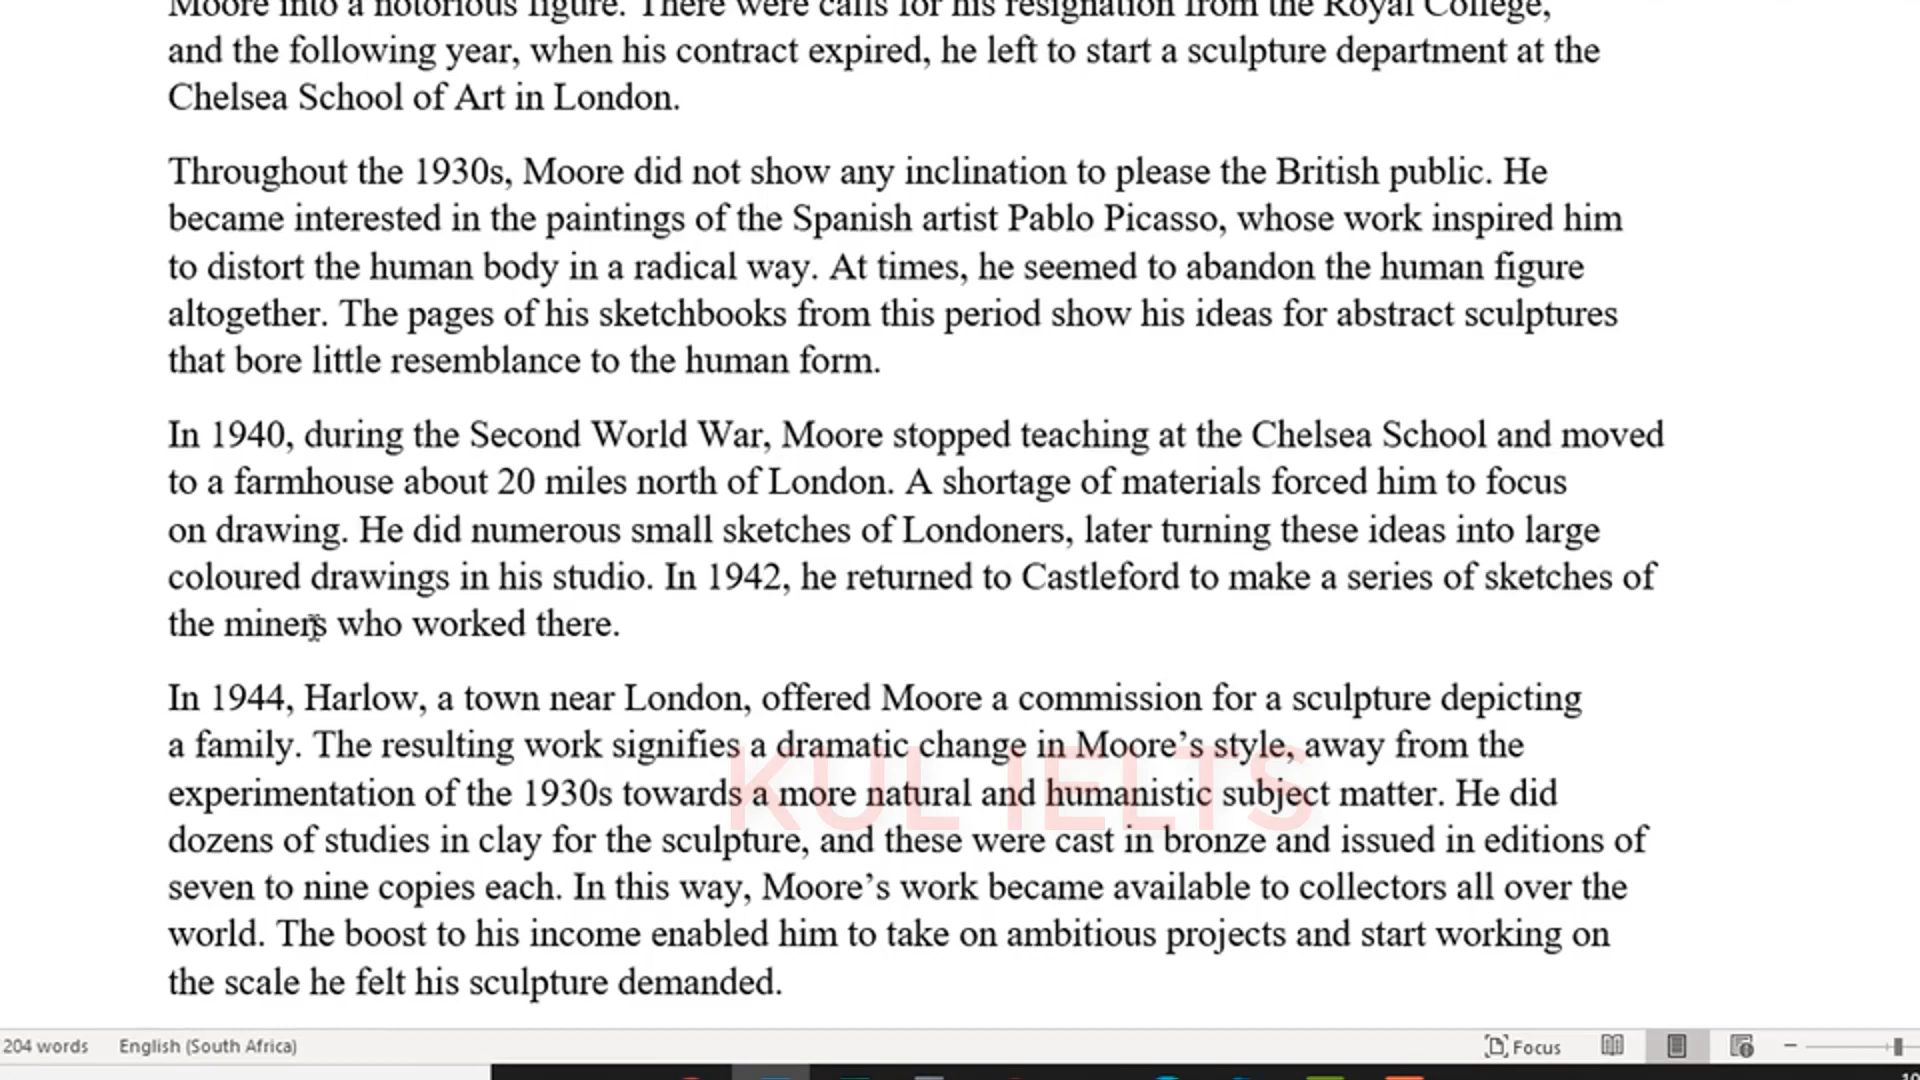 Moore into a notorious figure. There were calls for his resignation from the Royal College,
and the following year, when his contract expired, he left to start a sculpture department at the
Chelsea School of Art in London.
Throughout the 1930s, Moore did not show any inclination to please the British public. He
became interested in the paintings of the Spanish artist Pablo Picasso, whose work inspired him
to distort the human body in a radical way. At times, he seemed to abandon the human figure
altogether. The pages of his sketchbooks from this period show his ideas for abstract sculptures
that bore little resemblance to the human form.
In 1940, during the Second World War, Moore stopped teaching at the Chelsea School and moved
to a farmhouse about 20 miles north of London. A shortage of materials forced him to focus
on drawing. He did numerous small sketches of Londoners, later turning these ideas into large
coloured drawings in his studio. In 1942, he returned to Castleford to make a series of sketches of
the miners who worked there.
In 1944, Harlow, a town near London, offered Moore a commission for a sculpture depicting
a family. The resulting work signifies a dramatic change in Moore’s style, away from the
experimentation of the 1930s towards a more natural and humanistic subject matter. He did
dozens of studies in clay for the sculpture, and these were cast in bronze and issued in editions of
seven to nine copies each. In this way, Moore’s work became available to collectors all over the
world. The boost to his income enabled him to take on ambitious projects and start working on
the scale he felt his sculpture demanded.
KUL IELTS
204 words English (South Africa) Focus